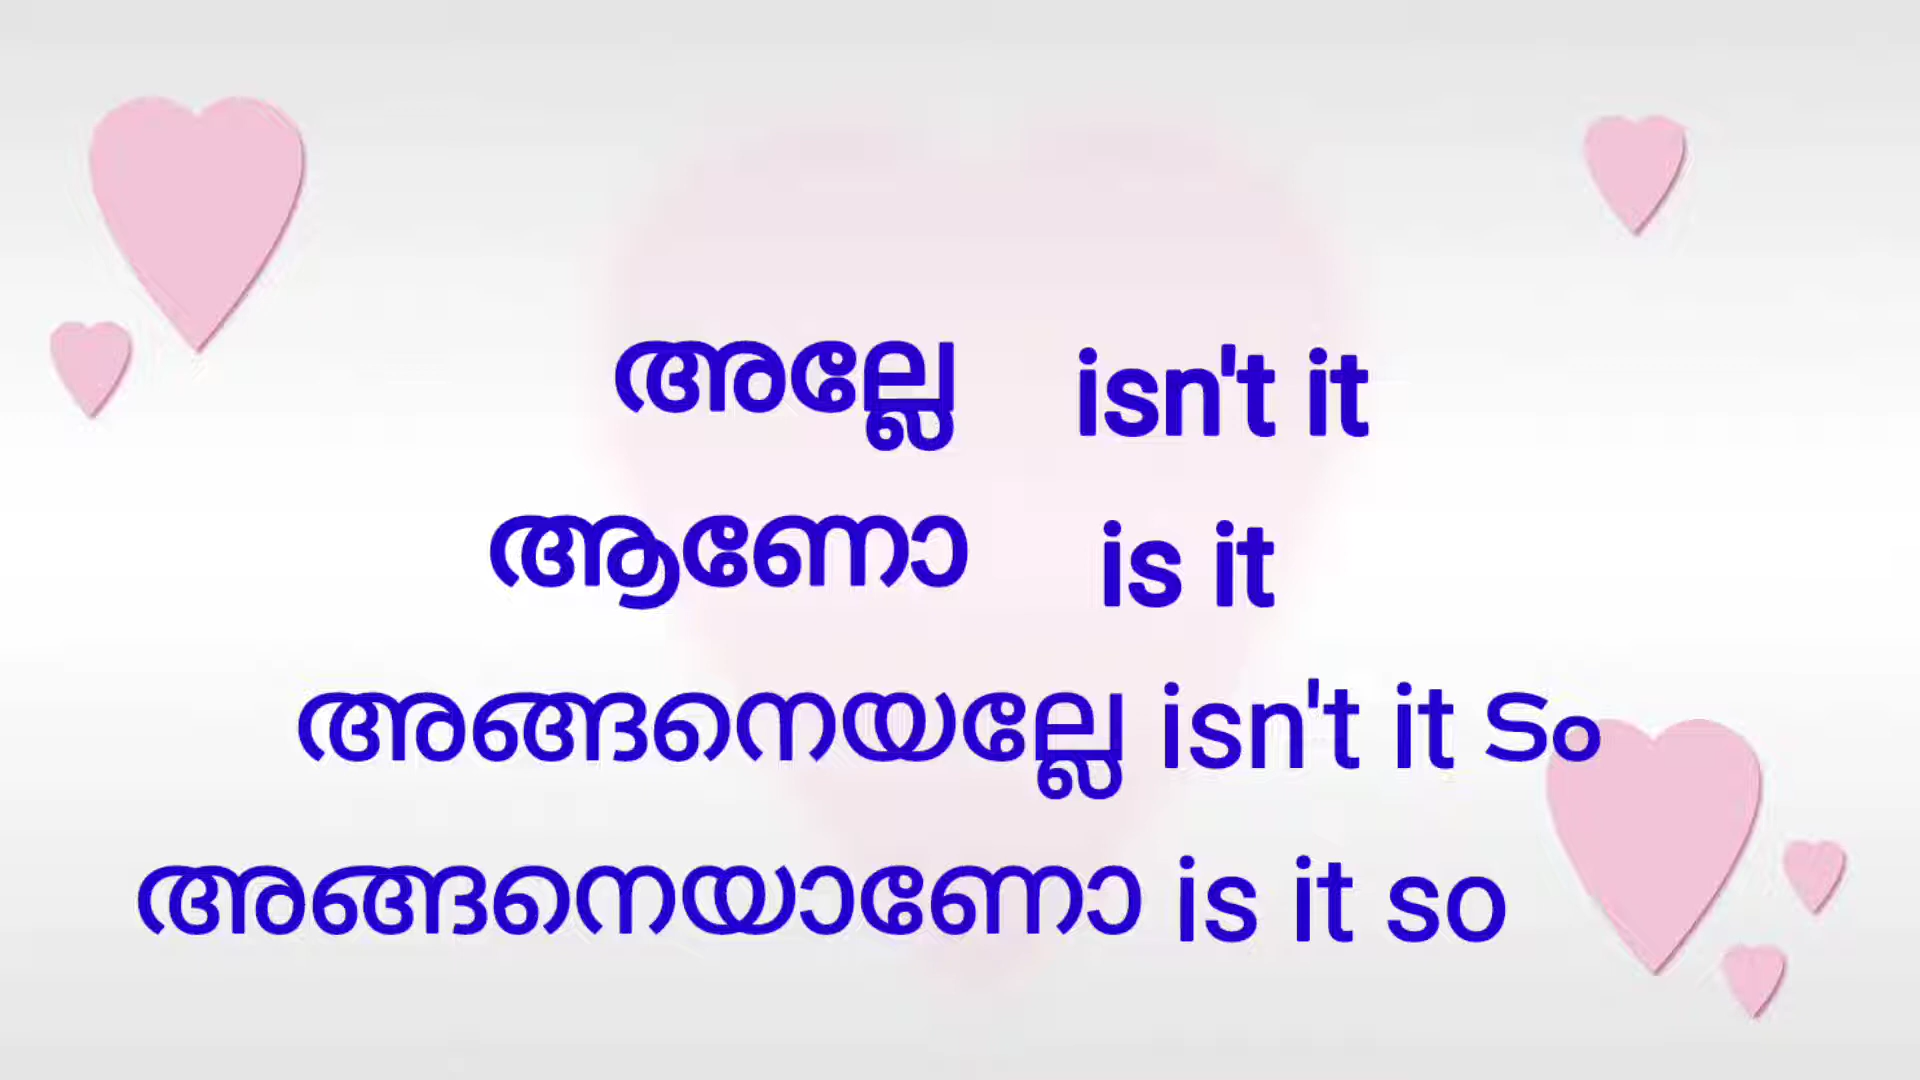 അല്ലേ isn't it
ആണോ is it
അങ്ങനെയല്ലേ isn't it So
അങ്ങനെയാണോ is it so